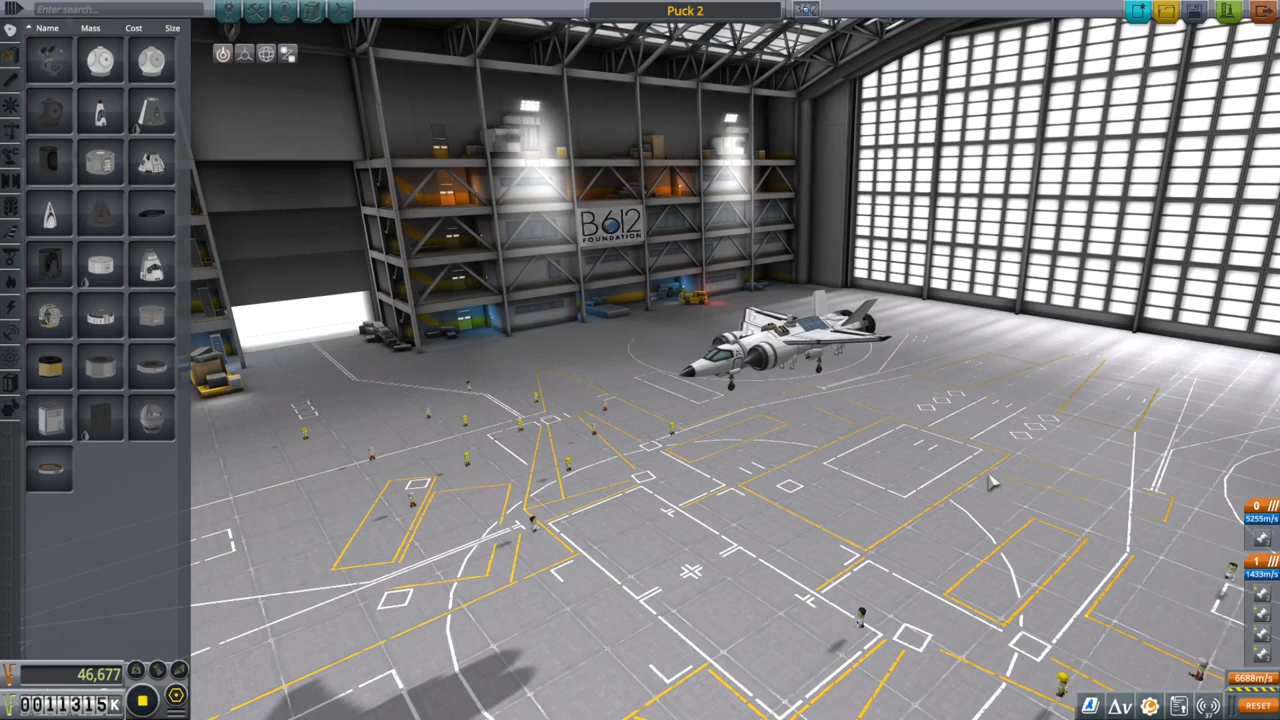 Enter search...
Puck 2
Name Mass Cost Size
B612
FOUNDATION
0
5255m/s
1
1433m/s
46,677
0011315K
6688m/s
Δv
RESET